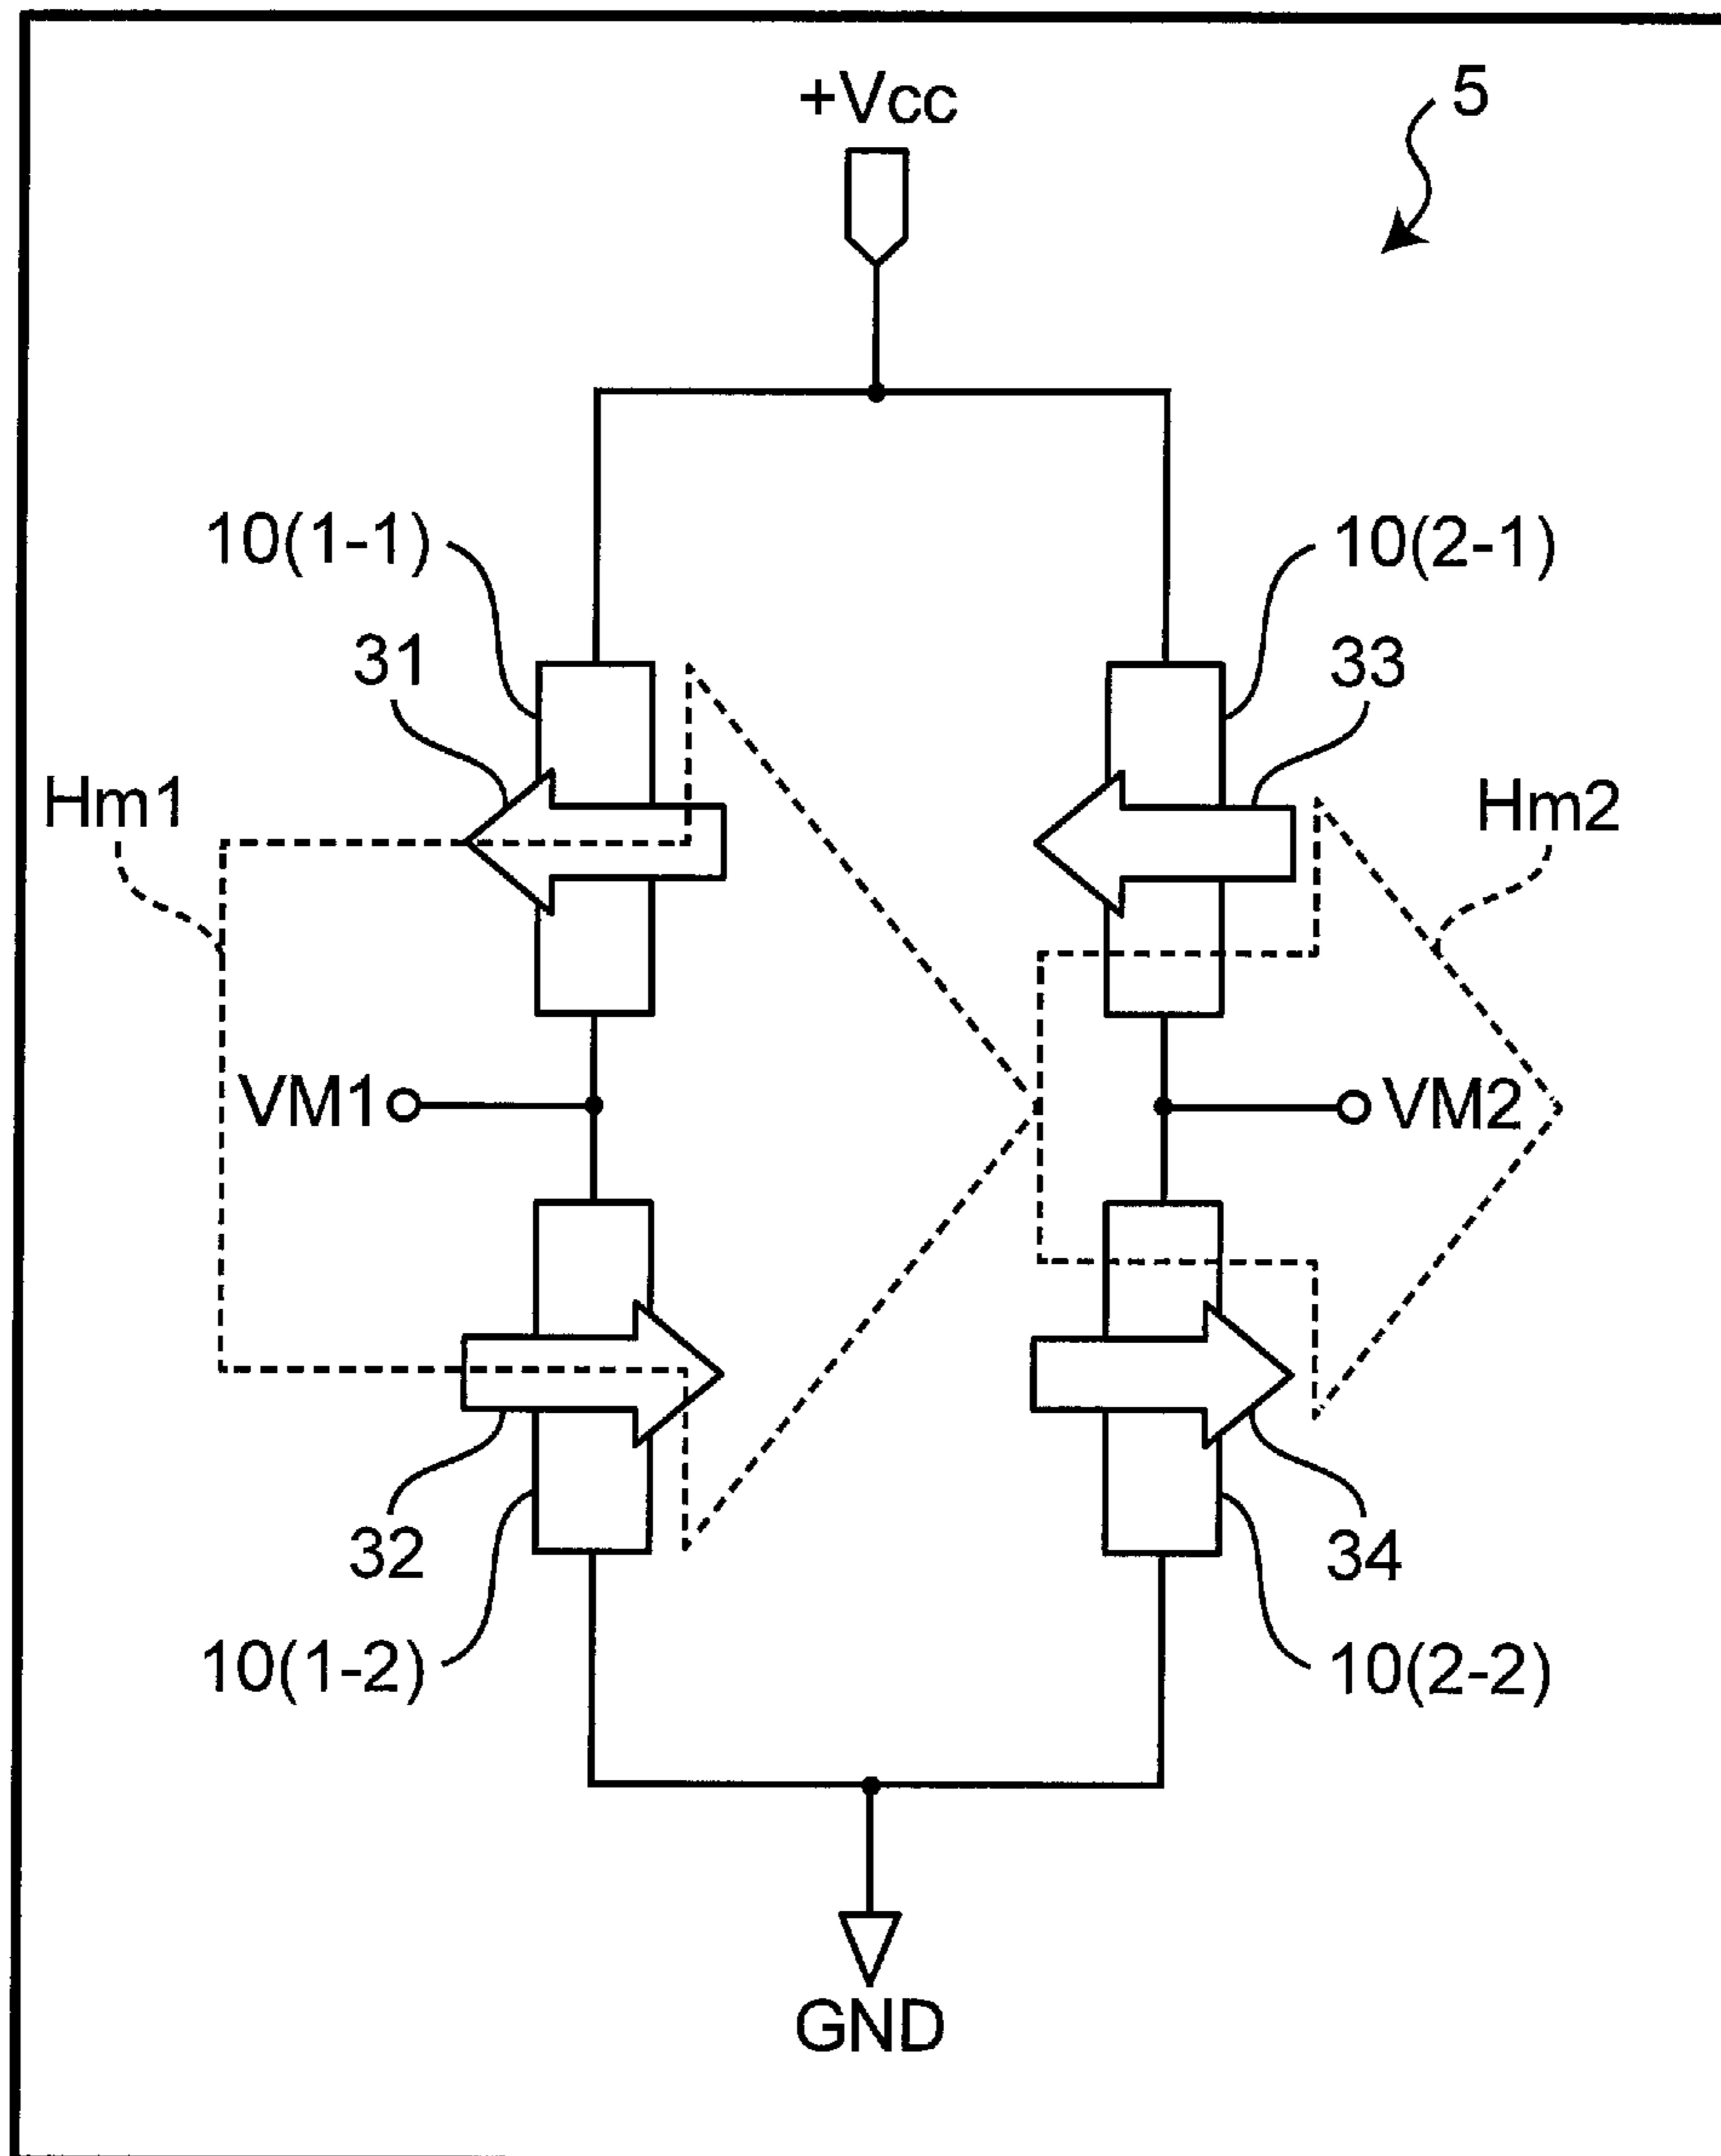 5
+Vcc
10(1-1)
10(2-1)
31
33
Hm1
Hm2
VM1
VM2
32
34
10(1-2)
10(2-2)
GND